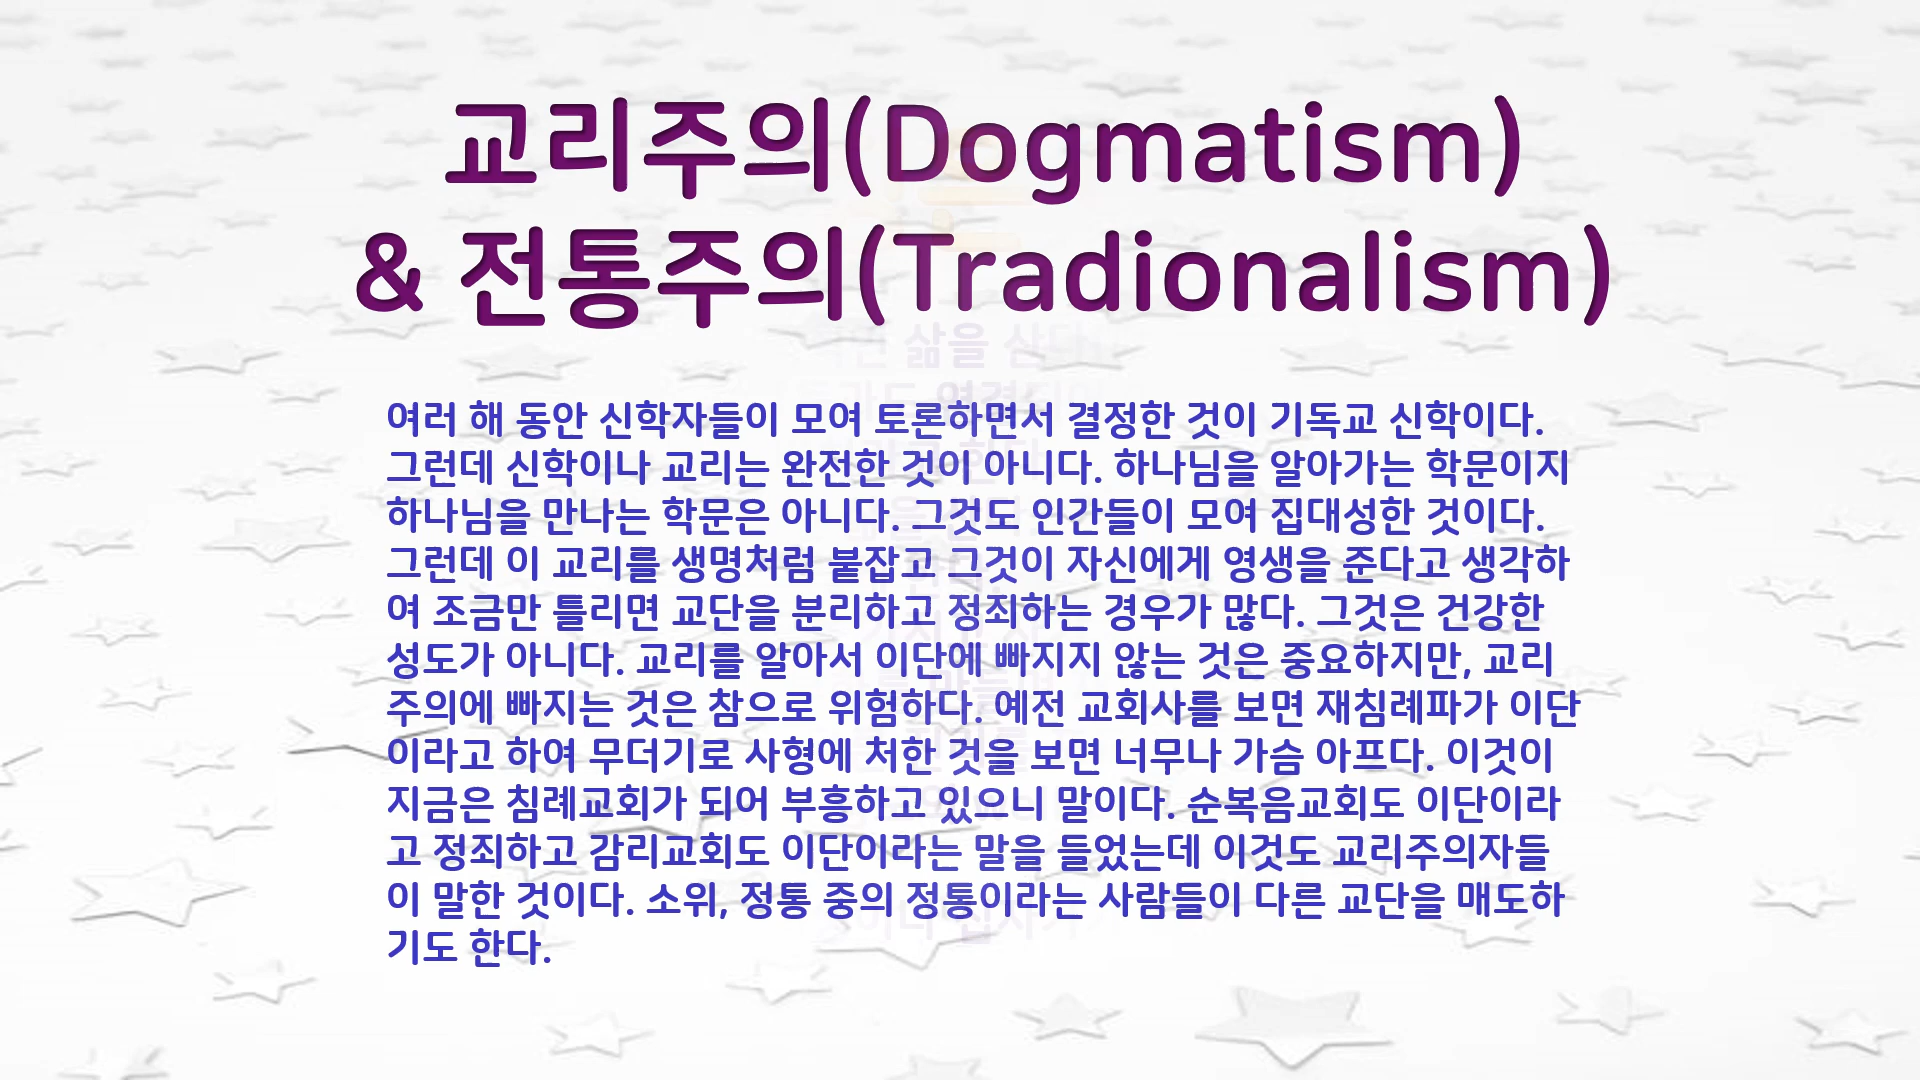 교리주의(Dogmatism)
& 전통주의(Tradionalism)
여러 해 동안 신학자들이 모여 토론하면서 결정한 것이 기독교 신학이다.
그런데 신학이나 교리는 완전한 것이 아니다. 하나님을 알아가는 학문이지
하나님을 만나는 학문은 아니다. 그것도 인간들이 모여 집대성한 것이다.
그런데 이 교리를 생명처럼 붙잡고 그것이 자신에게 영생을 준다고 생각하
여 조금만 틀리면 교단을 분리하고 정죄하는 경우가 많다. 그것은 건강한
성도가 아니다. 교리를 알아서 이단에 빠지지 않는 것은 중요하지만, 교리
주의에 빠지는 것은 참으로 위험하다. 예전 교회사를 보면 재침례파가 이단
이라고 하여 무더기로 사형에 처한 것을 보면 너무나 가슴 아프다. 이것이
지금은 침례교회가 되어 부흥하고 있으니 말이다. 순복음교회도 이단이라
고 정죄하고 감리교회도 이단이라는 말을 들었는데 이것도 교리주의자들
이 말한 것이다. 소위, 정통 중의 정통이라는 사람들이 다른 교단을 매도하
기도 한다.